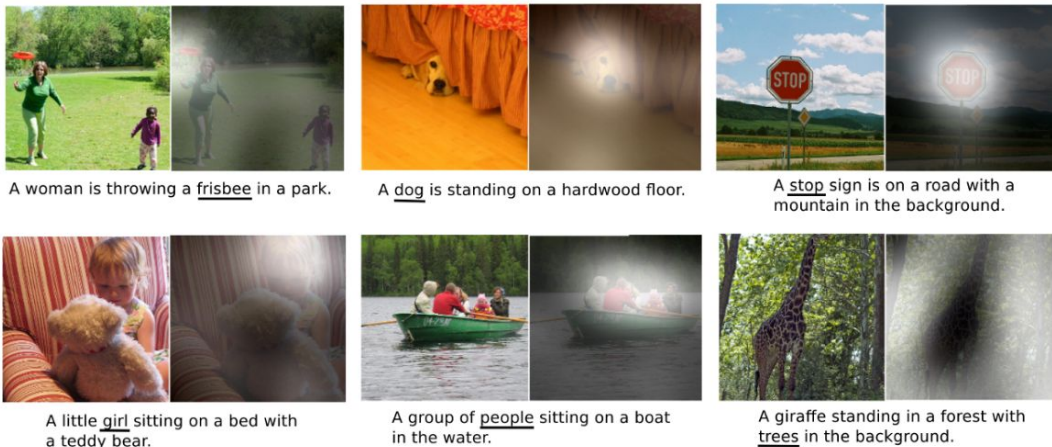 A woman is throwing a frisbee in a park.
A dog is standing on a hardwood floor.
STOP
STOP
A stop sign is on a road with a
mountain in the background.
A little girl sitting on a bed with
a teddy bear.
A group of people sitting on a boat
in the water.
A giraffe standing in a forest with
trees in the background.